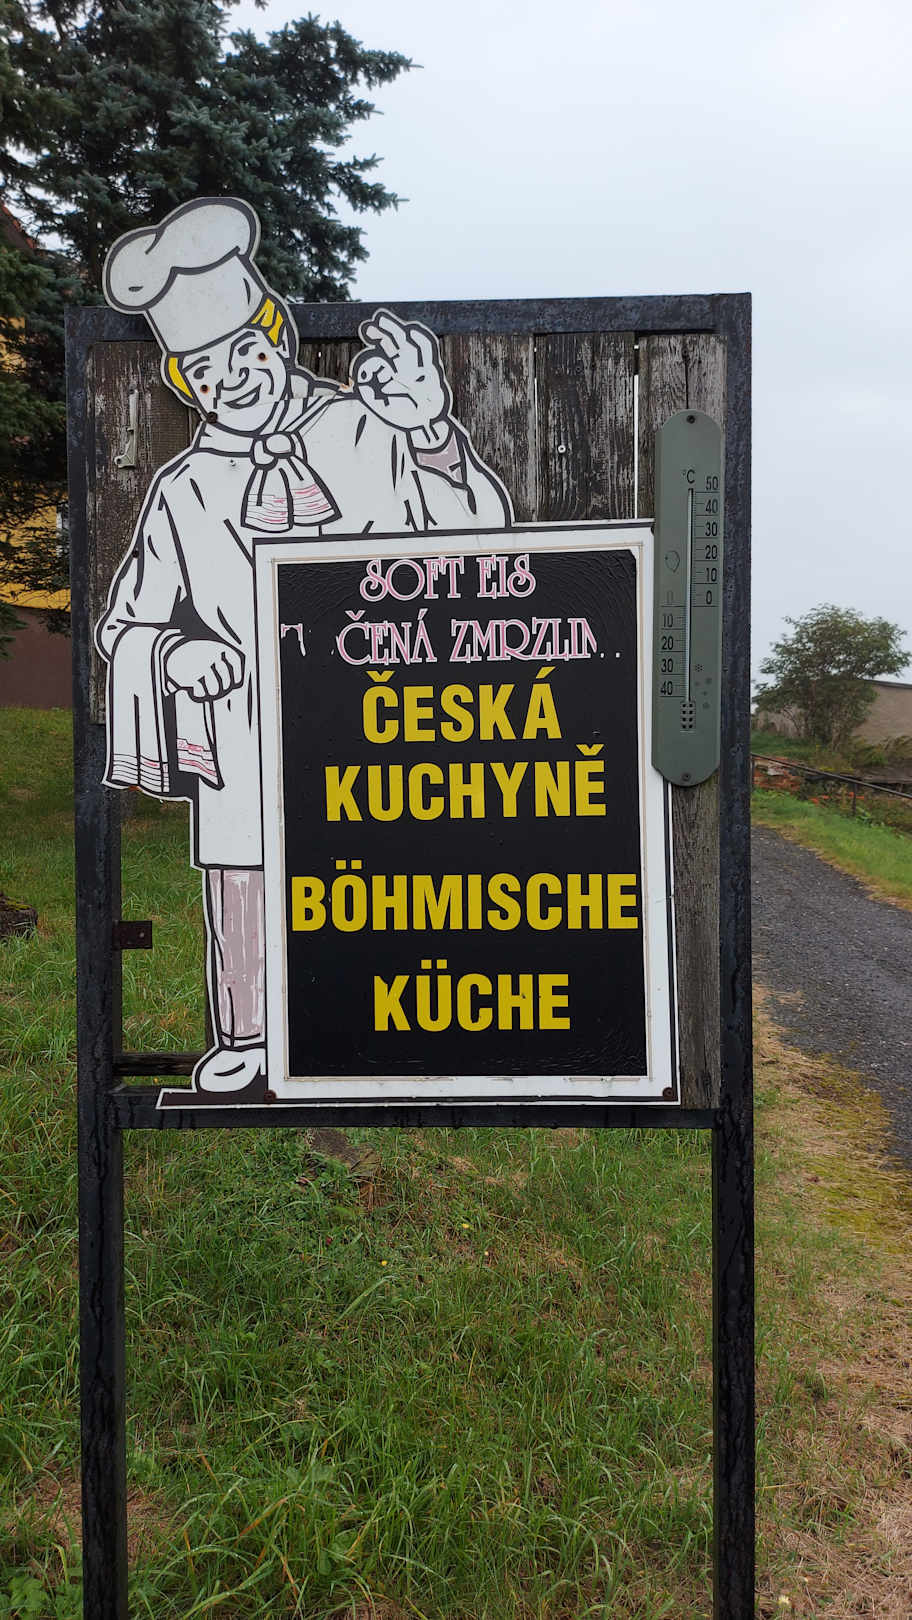 SOFT EIS
ČENÁ ZMRZLIN
ČESKÁ
KUCHYNĚ
BÖHMISCHE
KÜCHE
°C
50
40
30
20
10
0
10
20
30
40